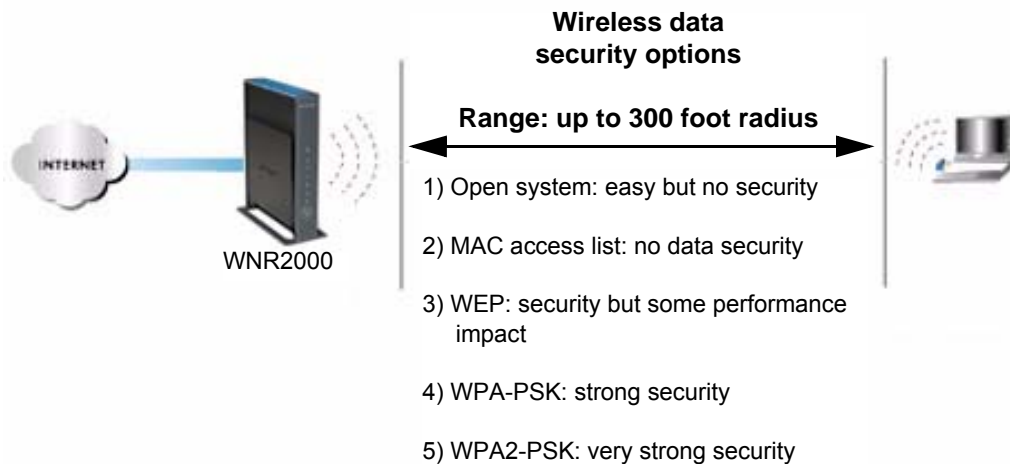 Wireless data
security options
Range: up to 300 foot radius
INTERNET
WNR2000
1) Open system: easy but no security
2) MAC access list: no data security
3) WEP: security but some performance
impact
4) WPA-PSK: strong security
5) WPA2-PSK: very strong security